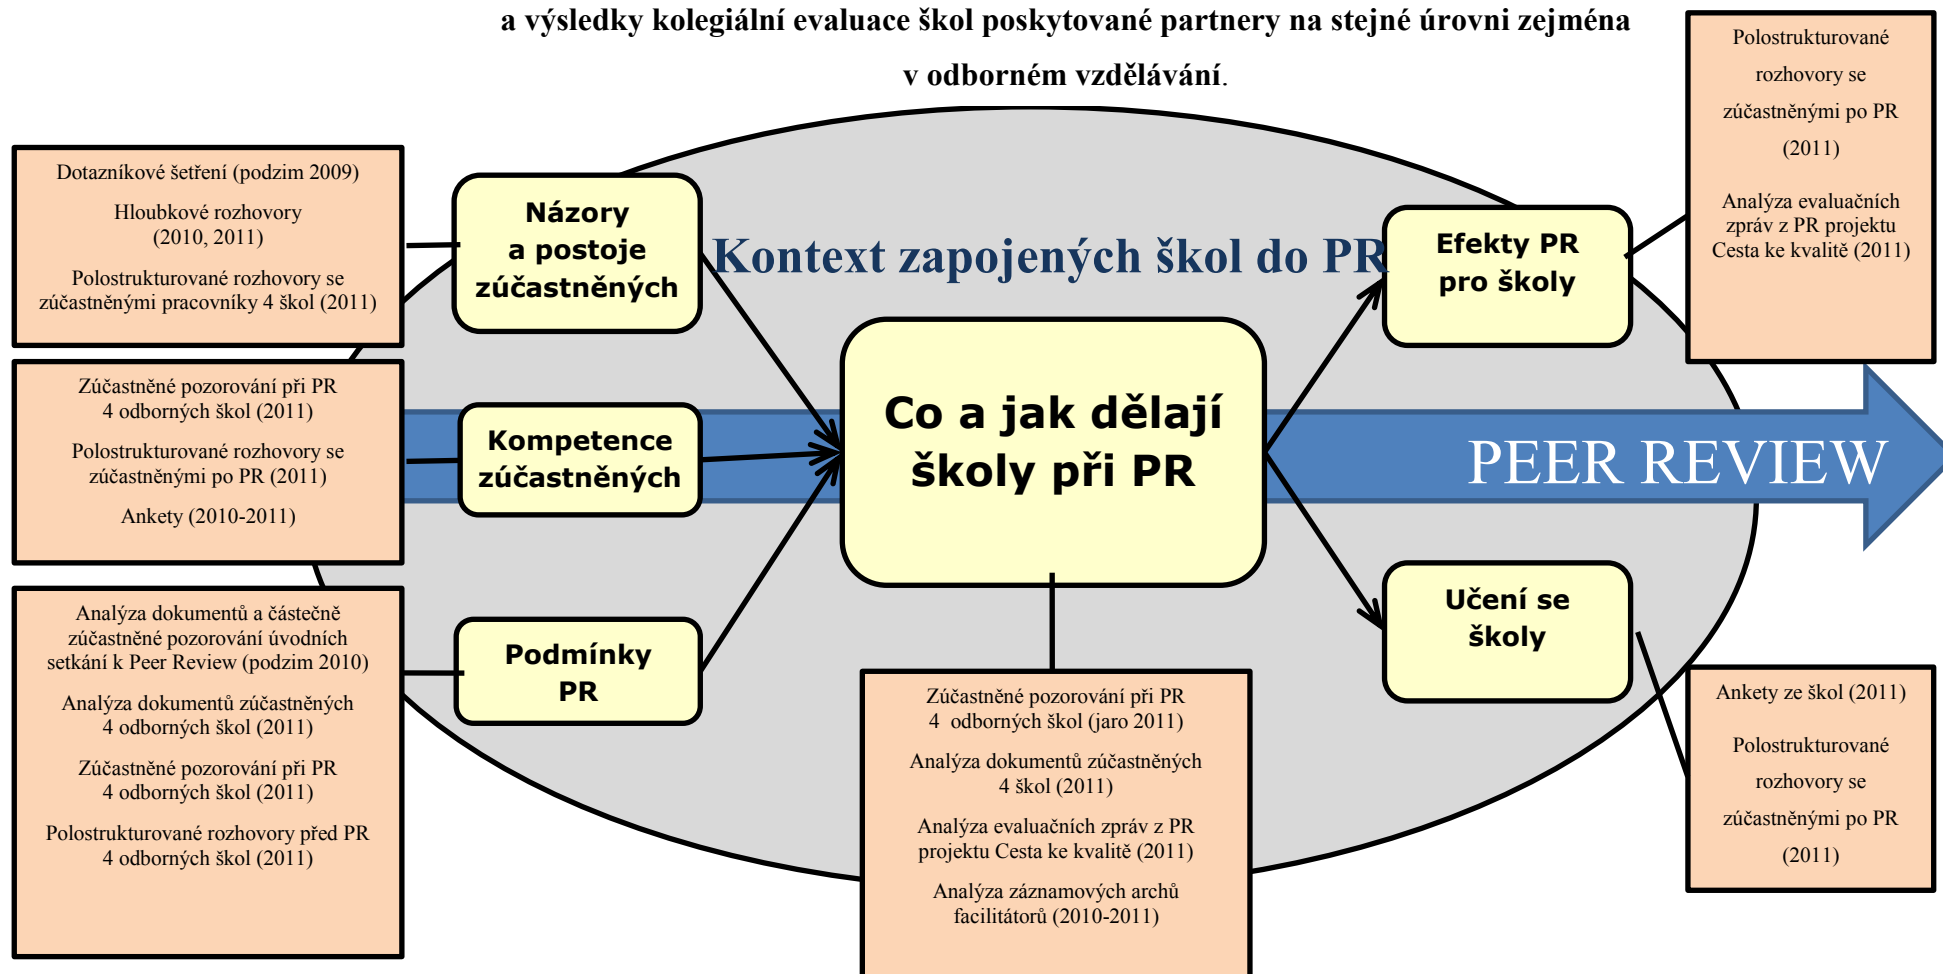 a výsledky kolegiální evaluace škol poskytované partnery na stejné úrovni zejména
v odborném vzdělávání.
Dotazníkové šetření (podzim 2009)
Hloubkové rozhovory
(2010, 2011)
Polostrukturované rozhovory se
zúčastněnými pracovníky 4 škol (2011)
Zúčastněné pozorování při PR
4 odborných škol (2011)
Polostrukturované rozhovory se
zúčastněnými po PR (2011)
Ankety (2010-2011)
Analýza dokumentů a částečně
zúčastněné pozorování úvodních
setkání k Peer Review (podzim 2010)
Analýza dokumentů zúčastněných
4 odborných škol (2011)
Zúčastněné pozorování při PR
4 odborných škol (2011)
Polostrukturované rozhovory před PR
4 odborných škol (2011)
Názory
a postoje
zúčastněných
Kompetence
zúčastněných
Podmínky
PR
Kontext zapojených škol do PR
Co a jak dělají
školy při PR
Zúčastněné pozorování při PR
4 odborných škol (jaro 2011)
Analýza dokumentů zúčastněných
4 škol (2011)
Analýza evaluačních zpráv z PR
projektu Cesta ke kvalitě (2011)
Analýza záznamových archů
facilitátorů (2010-2011)
Efekty PR
pro školy
PEER REVIEW
Učení se
školy
Polostrukturované
rozhovory se
zúčastněnými po PR
(2011)
Analýza evaluačních
zpráv z PR projektu
Cesta ke kvalitě (2011)
Ankety ze škol (2011)
Polostrukturované
rozhovory se
zúčastněnými po PR
(2011)